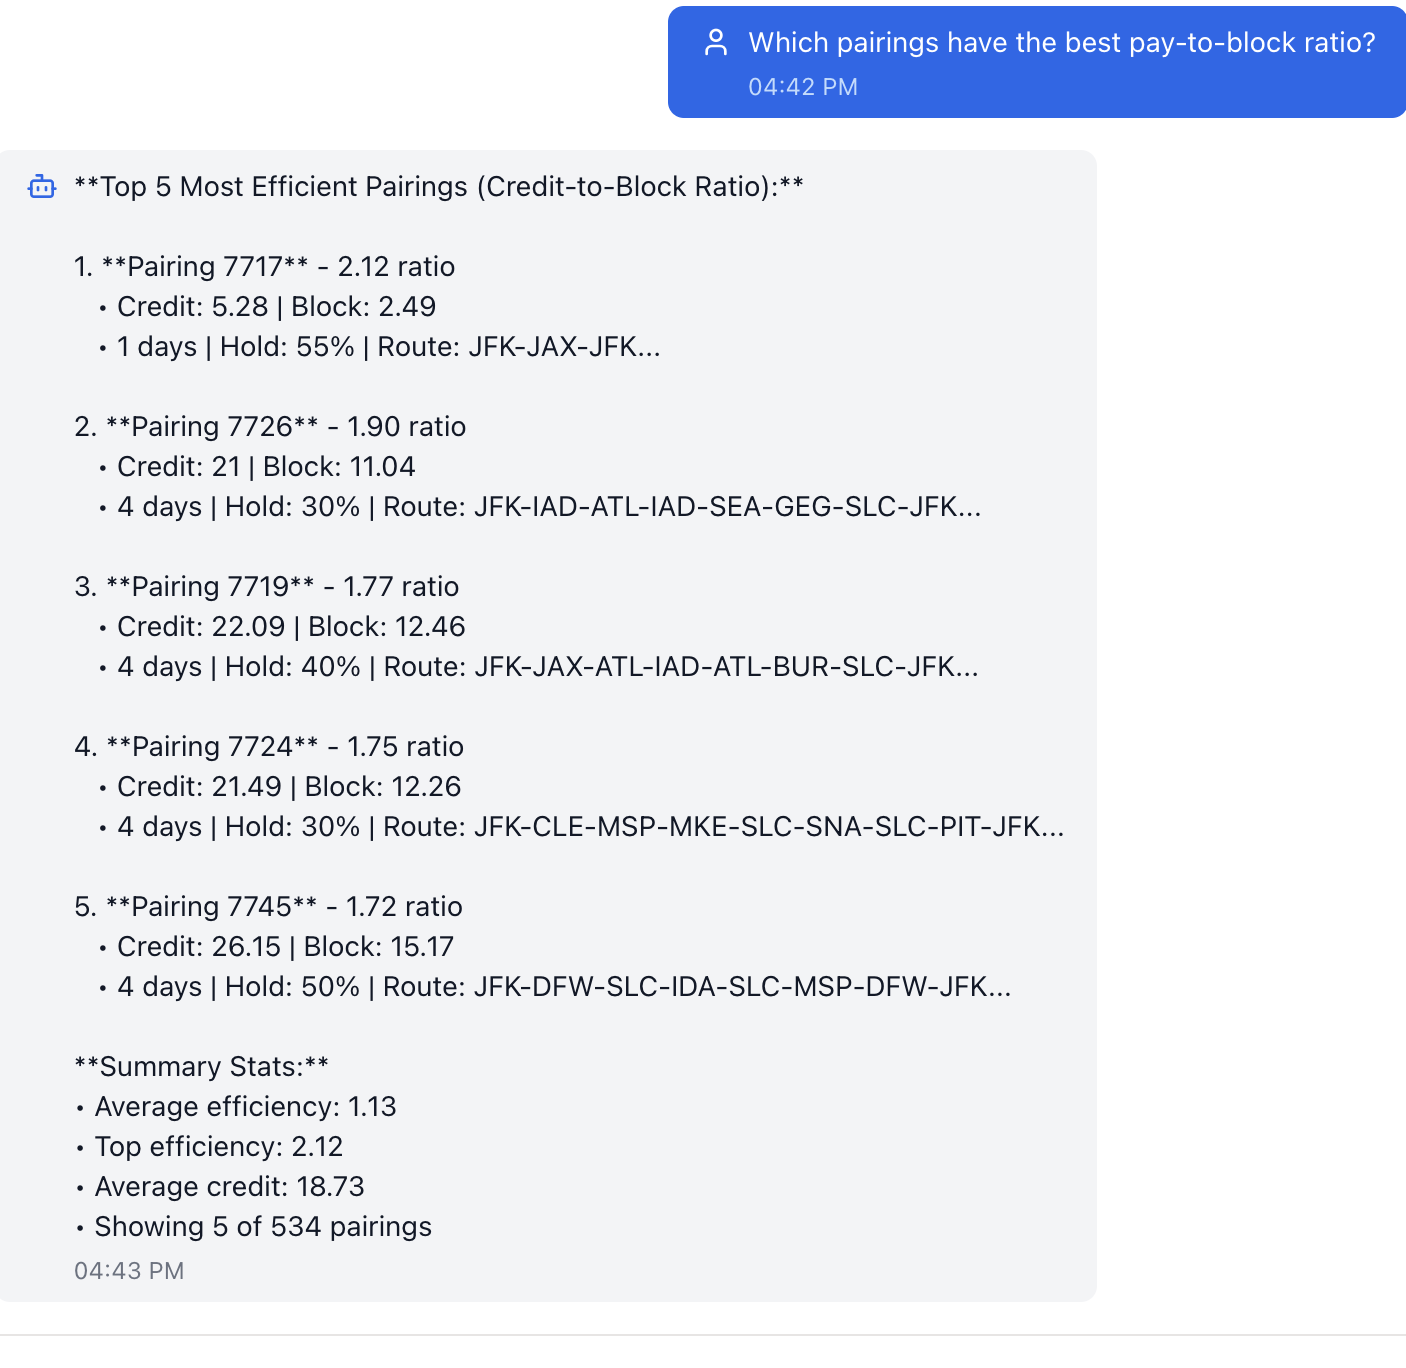 Which pairings have the best pay-to-block ratio?
04:42 PM
**Top 5 Most Efficient Pairings (Credit-to-Block Ratio):**
1. **Pairing 7717** - 2.12 ratio
• Credit: 5.28 | Block: 2.49
• 1 days | Hold: 55% | Route: JFK-JAX-JFK...
2. **Pairing 7726** - 1.90 ratio
• Credit: 21 | Block: 11.04
• 4 days | Hold: 30% | Route: JFK-IAD-ATL-IAD-SEA-GEG-SLC-JFK...
3. **Pairing 7719** - 1.77 ratio
• Credit: 22.09 | Block: 12.46
• 4 days | Hold: 40% | Route: JFK-JAX-ATL-IAD-ATL-BUR-SLC-JFK...
4. **Pairing 7724** - 1.75 ratio
• Credit: 21.49 | Block: 12.26
• 4 days | Hold: 30% | Route: JFK-CLE-MSP-MKE-SLC-SNA-SLC-PIT-JFK...
5. **Pairing 7745** - 1.72 ratio
• Credit: 26.15 | Block: 15.17
• 4 days | Hold: 50% | Route: JFK-DFW-SLC-IDA-SLC-MSP-DFW-JFK...
**Summary Stats:**
• Average efficiency: 1.13
• Top efficiency: 2.12
• Average credit: 18.73
• Showing 5 of 534 pairings
04:43 PM